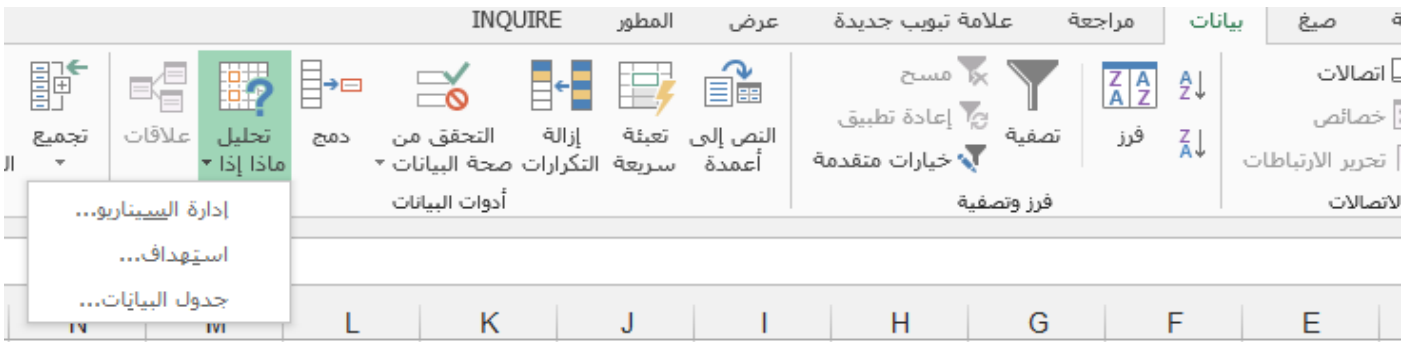 صيغ
بيانات
مراجعة
علامة تبويب جديدة
عرض
المطور
INQUIRE
اتصالات
خصائص
تحرير الارتباطات
فرز
تصفية
مسح
إعادة تطبيق
خيارات متقدمة
فرز وتصفية
النص إلى
أعمدة
تعبئة
سريعة
إزالة
التكرارات
التحقق من
صحة البيانات
دمج
تحليل
ماذا إذا
علاقات
تجميع
أدوات البيانات
إدارة السيناريو...
استهداف...
جدول البيانات...
E
F
G
H
I
J
K
L
M
N